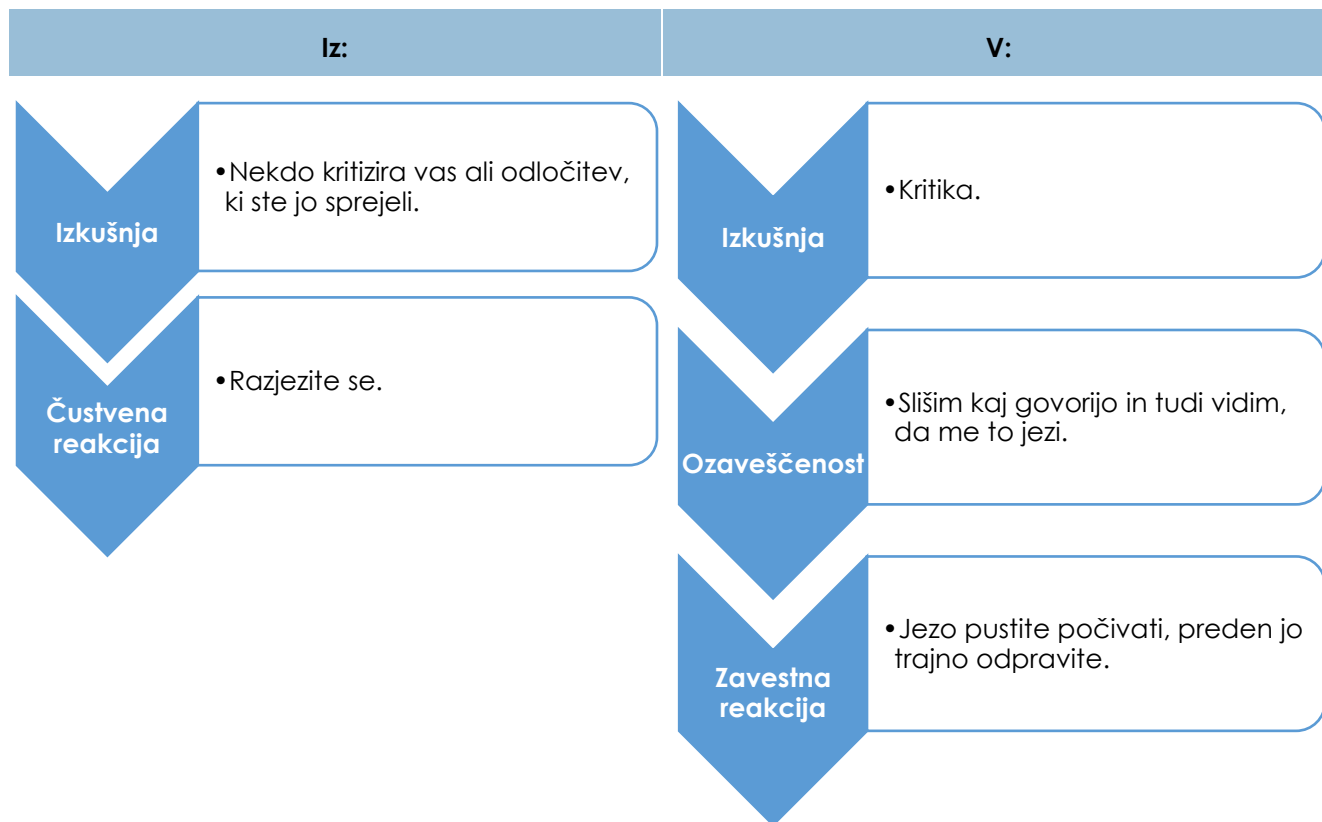 Iz:
V:
Izkušnja
•Nekdo kritizira vas ali odločitev,
ki ste jo sprejeli.
Čustvena
reakcija
•Razjezite se.
Izkušnja
•Kritika.
Ozaveščenost
•Slišim kaj govorijo in tudi vidim,
da me to jezi.
Zavestna
reakcija
•Jezo pustite počivati, preden jo
trajno odpravite.